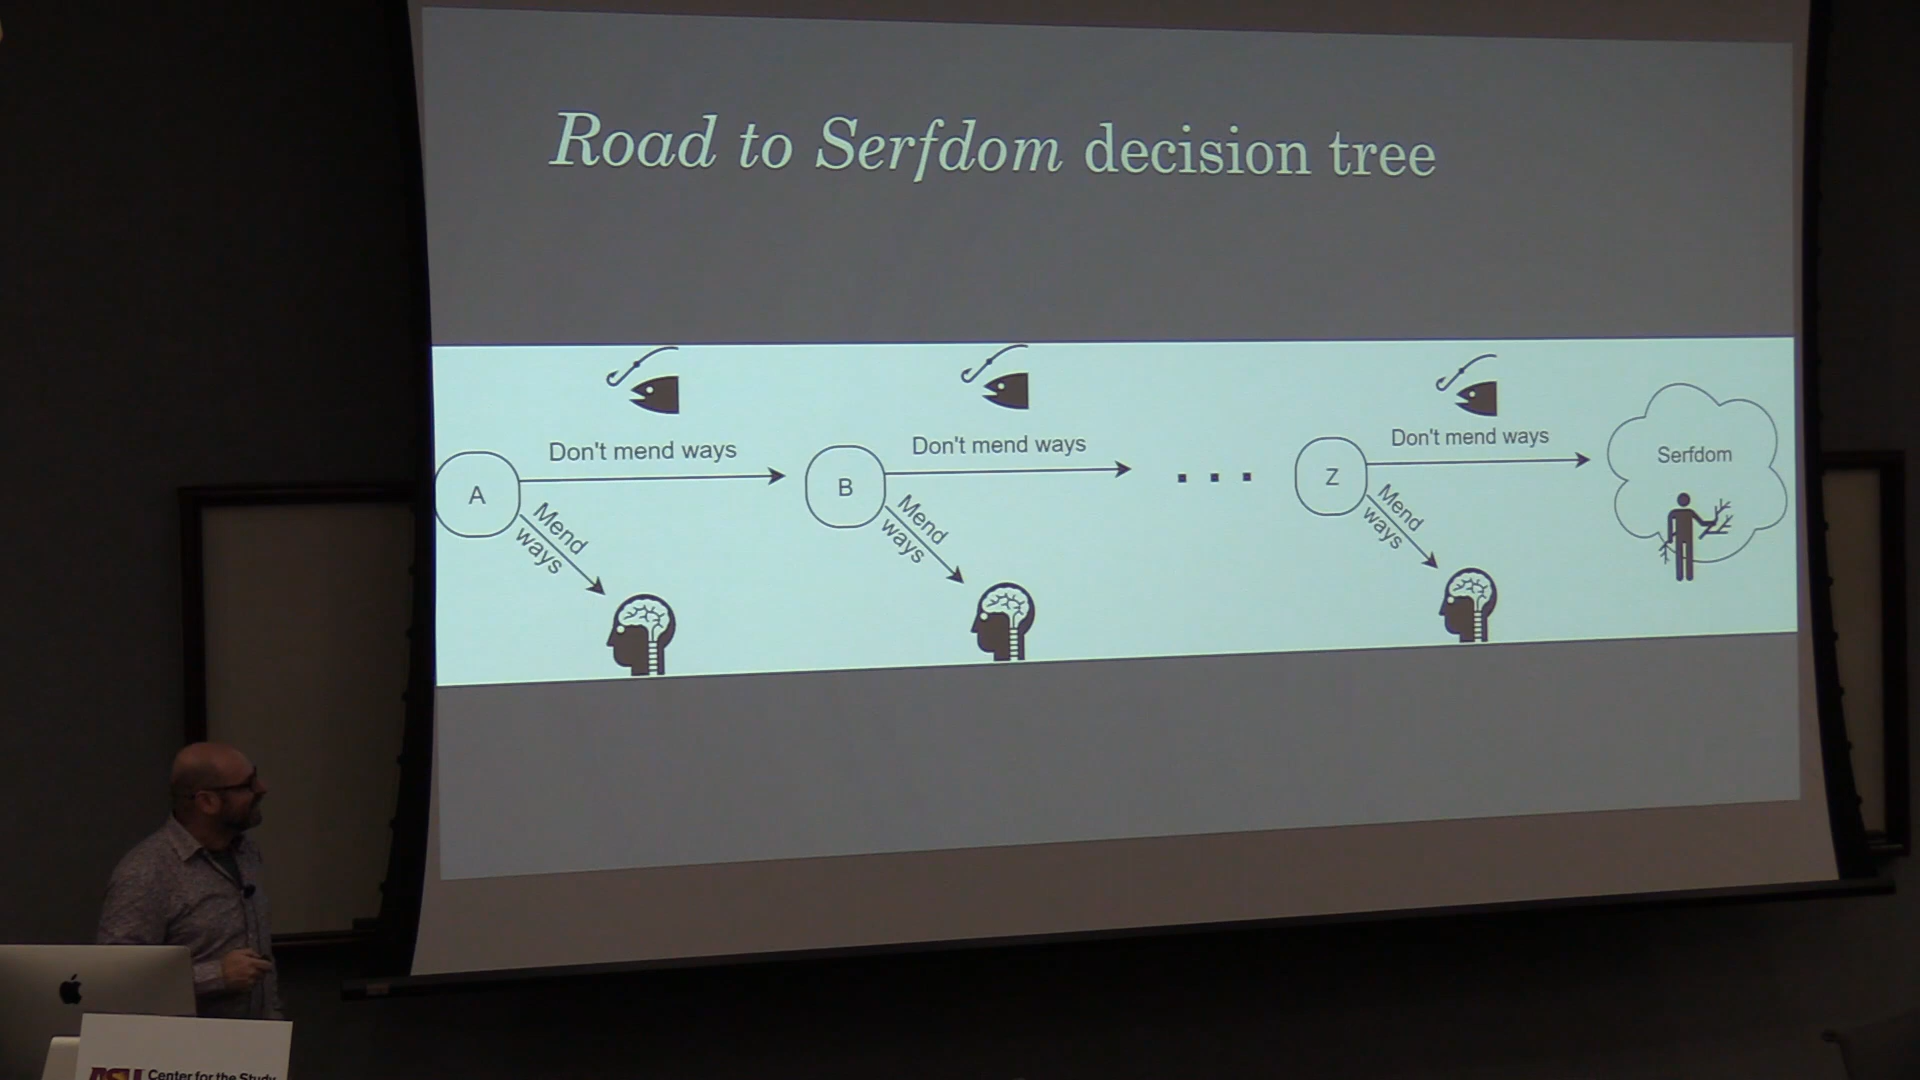 Road to Serfdom decision tree
Don't mend ways
Don't mend ways
Don't mend ways
A
B
. . .
Z
Serfdom
Mend
ways
Mend
ways
Mend
ways
ASU Center for the Study